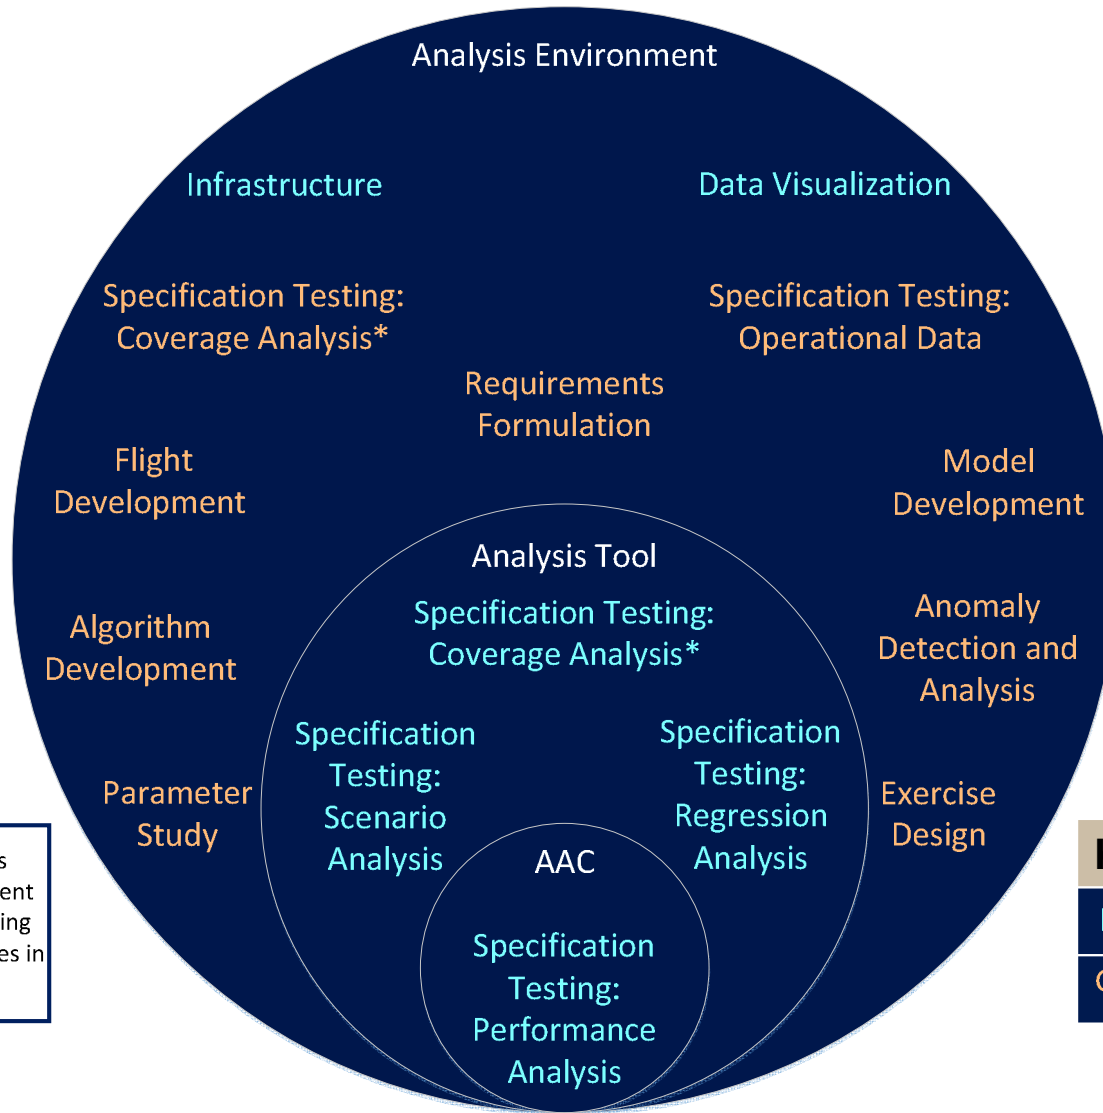 Analysis Environment
Infrastructure
Data Visualization
Specification Testing:
Coverage Analysis*
Specification Testing:
Operational Data
Requirements
Formulation
Flight
Development
Model
Development
Analysis Tool
Specification Testing:
Coverage Analysis*
Algorithm
Development
Anomaly
Detection and
Analysis
Specification
Testing:
Scenario
Analysis
Specification
Testing:
Regression
Analysis
Parameter
Study
Exercise
Design
AAC
Specification
Testing:
Performance
Analysis
in